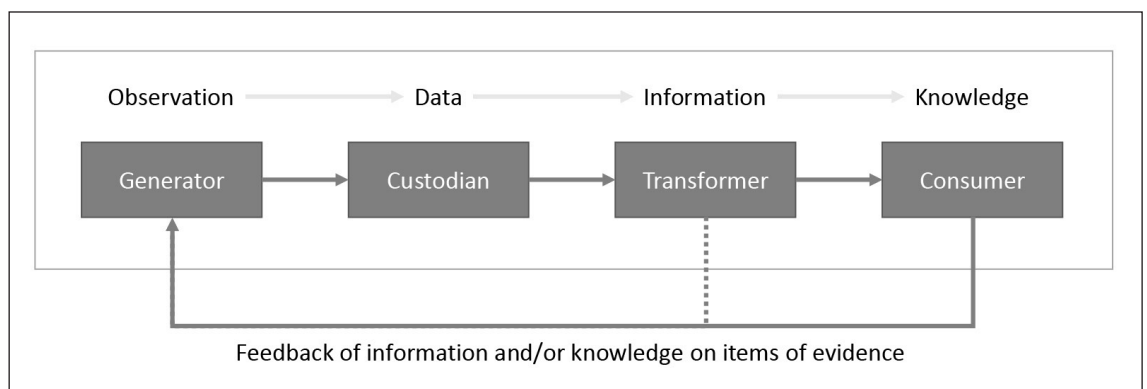 Observation Data Information Knowledge
Generator Custodian Transformer Consumer
Feedback of information and/or knowledge on items of evidence